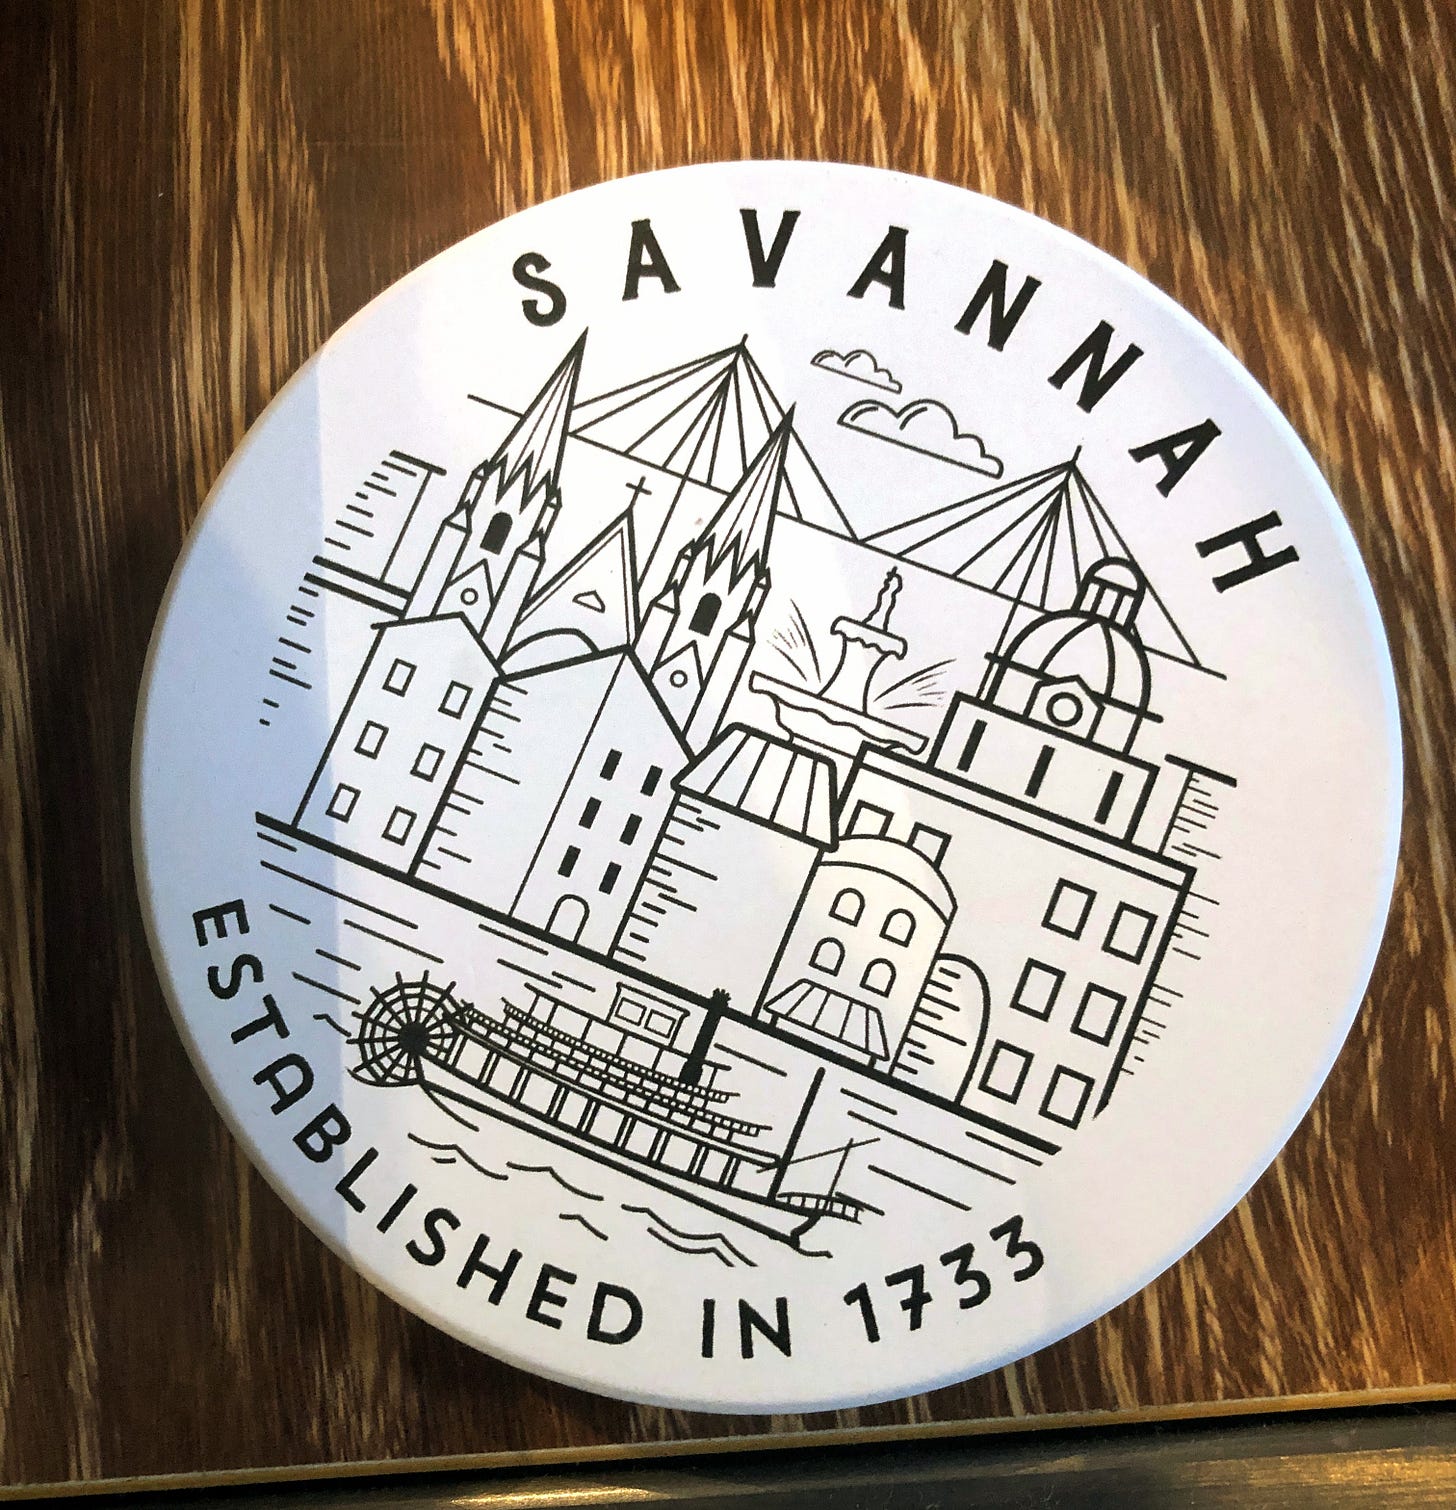 SAVANNAH
ESTABLISHED IN 1733